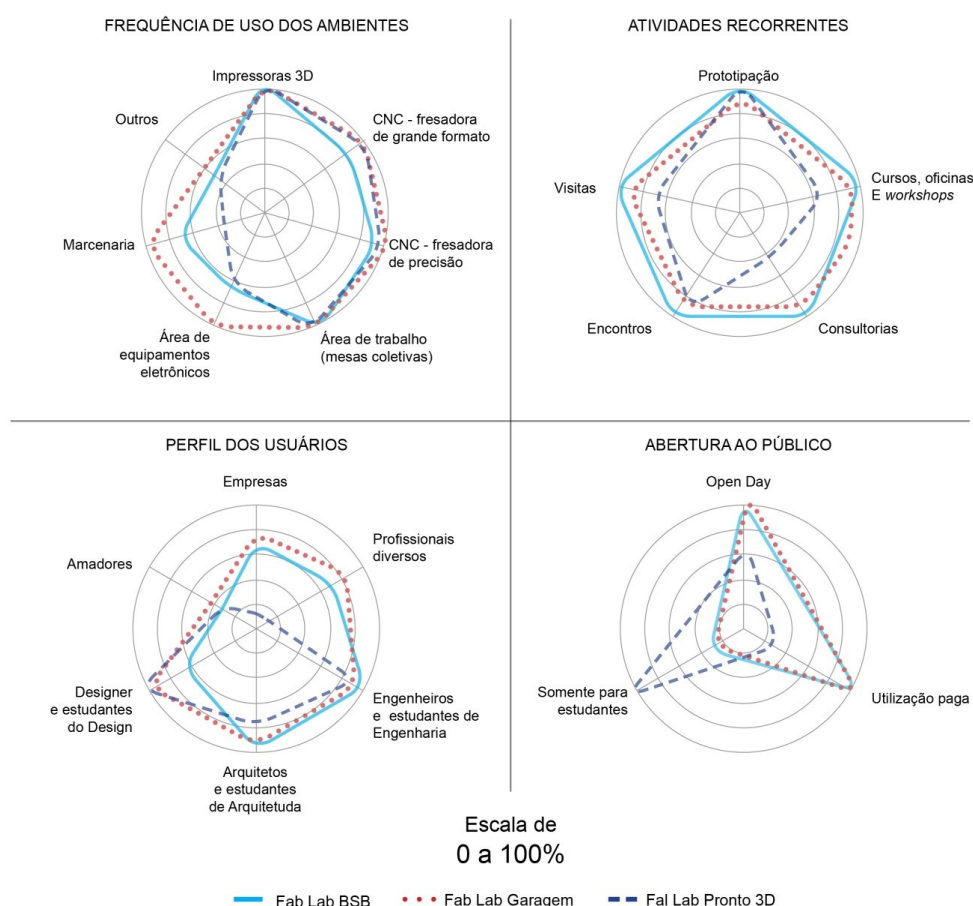 FREQUÊNCIA DE USO DOS AMBIENTES
Impressoras 3D
CNC - fresadora
de grande formato
CNC - fresadora
de precisão
Área de trabalho
(mesas coletivas)
Área de
equipamentos
eletrônicos
Marcenaria
Outros
ATIVIDADES RECORRENTES
Prototipação
Cursos, oficinas
E workshops
Consultorias
Encontros
Visitas
PERFIL DOS USUÁRIOS
Empresas
Profissionais
diversos
Engenheiros
e estudantes de
Engenharia
Arquitetos
e estudantes
de Arquitetuda
Designer
e estudantes
do Design
Amadores
ABERTURA AO PÚBLICO
Open Day
Utilização paga
Somente para
estudantes
Escala de
0 a 100%
Fab Lab BSB
Fab Lab Garagem
Fal Lab Pronto 3D